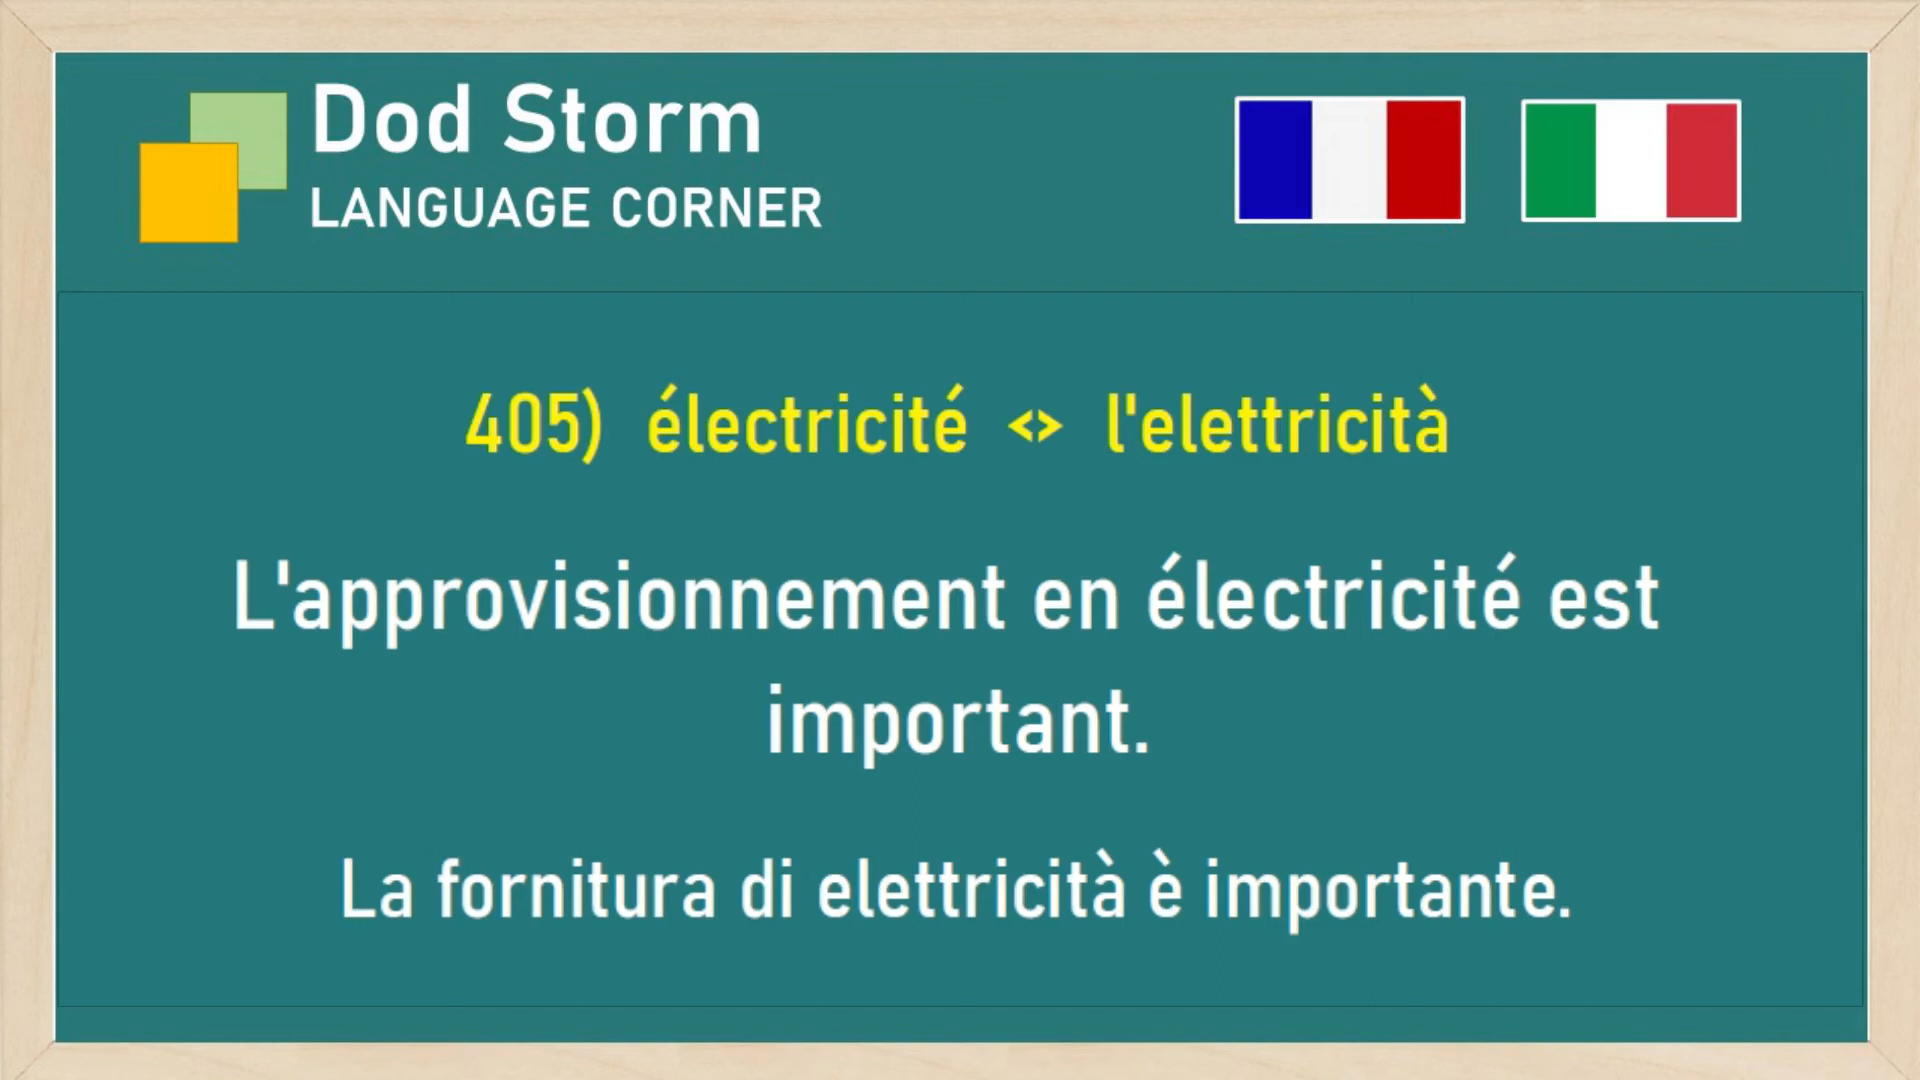 Dod Storm
LANGUAGE CORNER
405) électricité <> l'elettricità
L'approvisionnement en électricité est
important.
La fornitura di elettricità è importante.